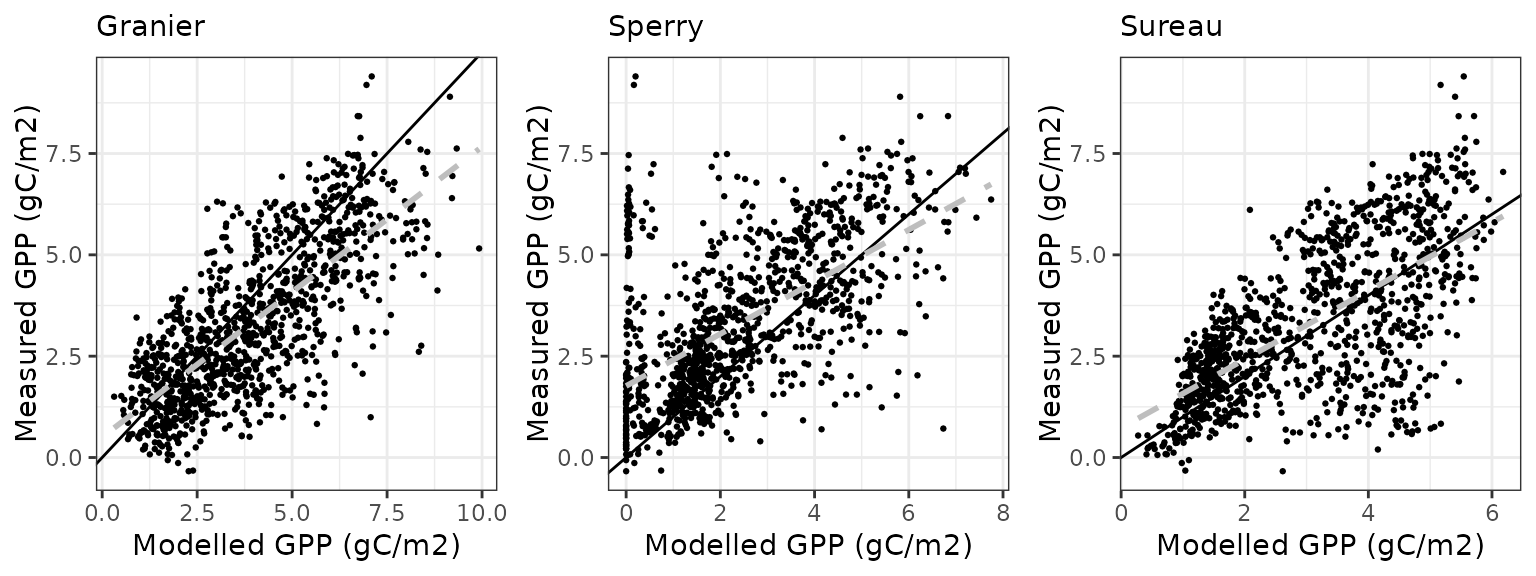 Granier
Sperry
Sureau
Measured GPP (gC/m2)
7.5
5.0
2.5
0.0
0.0
2.5
5.0
7.5
10.0
Modelled GPP (gC/m2)
Measured GPP (gC/m2)
7.5
5.0
2.5
0.0
0
2
4
6
8
Modelled GPP (gC/m2)
Measured GPP (gC/m2)
7.5
5.0
2.5
0.0
0
2
4
6
Modelled GPP (gC/m2)